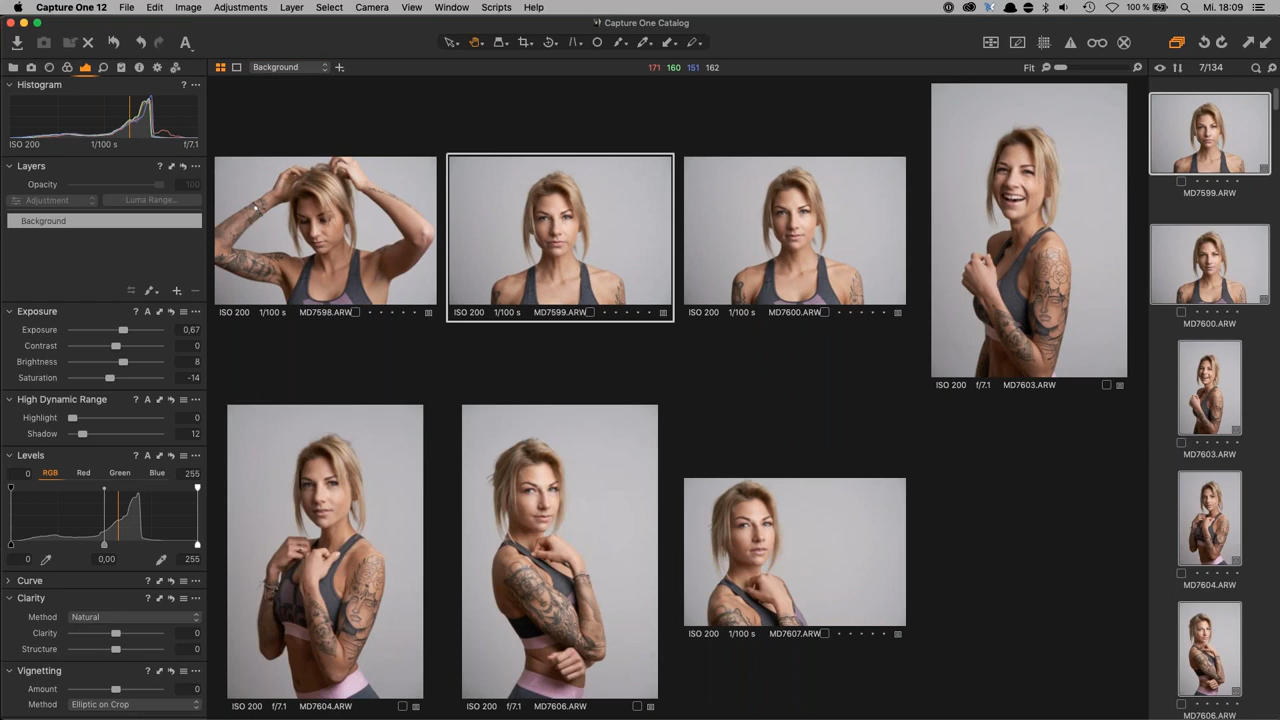 Capture One 12 File Edit Image Adjustments Layer Select Camera View Window Scripts Help 100 % Mi. 18:09
Capture One Catalog
Background 171 160 151 162 Fit 7/134
Histogram ?
ISO 200 1/100 s f/7.1
Layers ?
Opacity 100
Adjustment Luma Range...
Background
Exposure ? A
Exposure 0,67
Contrast 0
Brightness 8
Saturation -14
High Dynamic Range ? A
Highlight 0
Shadow 12
Levels ? A
0 RGB Red Green Blue 255
0 0,00 255
Curve ?
Clarity ?
Method Natural
Clarity 0
Structure 0
Vignetting ?
Amount 0
Method Elliptic on Crop
ISO 200 1/100 s MD7598.ARW
ISO 200 1/100 s MD7599.ARW
ISO 200 1/100 s MD7600.ARW
ISO 200 f/7.1 MD7603.ARW
ISO 200 f/7.1 MD7604.ARW
ISO 200 f/7.1 MD7606.ARW
ISO 200 1/100 s MD7607.ARW
MD7599.ARW
MD7600.ARW
MD7603.ARW
MD7604.ARW
MD7606.ARW